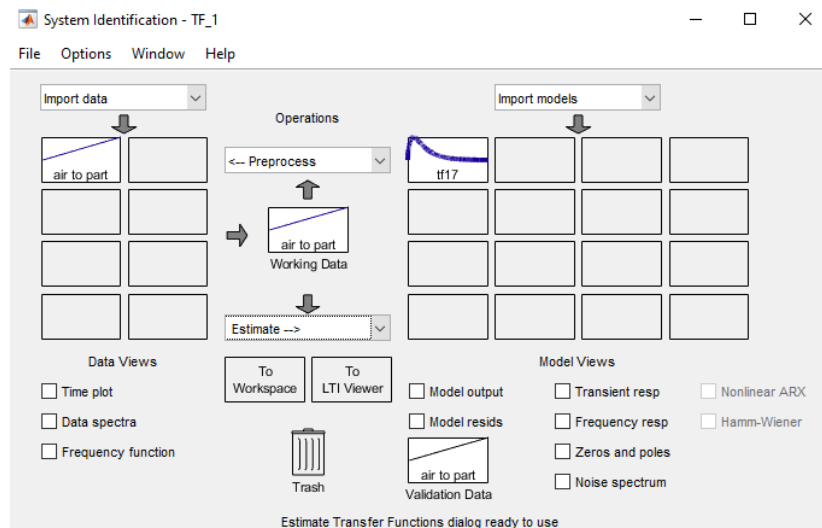 System Identification - TF_1
File Options Window Help
Import data
Import models
Operations
<-- Preprocess
air to part
tf17
air to part
Working Data
Estimate -->
Data Views
Model Views
To
Workspace
To
LTI Viewer
Time plot
Data spectra
Frequency function
Model output
Model resids
Transient resp
Frequency resp
Zeros and poles
Noise spectrum
Nonlinear ARX
Hamm-Wiener
Trash
air to part
Validation Data
Estimate Transfer Functions dialog ready to use